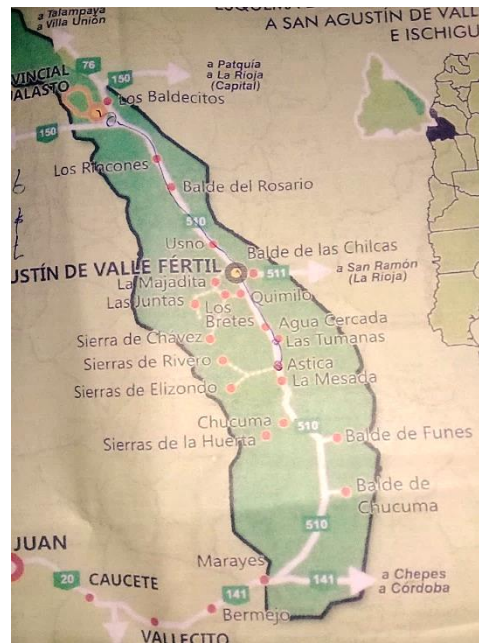 a Talampaya
a Villa Unión
A SAN AGUSTÍN DE VALL
E ISCHIGU
76
150
a Patquía
a La Rioja
(Capital)
VINCIAL
ALASTO
Los Baldecitos
150
Los Rincones
Balde del Rosario
510
Usno
Balde de las Chilcas
USTÍN DE VALLE FÉRTIL
511
a San Ramón
(La Rioja)
La Majadita
Las Juntas
Quimilo
Los
Bretes
Agua Cercada
Sierra de Chávez
Las Tumanas
Sierras de Rivero
Astica
La Mesada
Sierras de Elizondo
Chucuma
510
Balde de Funes
Sierras de la Huerta
Balde de
Chucuma
510
JUAN
Marayes
20
CAUCETE
141
141
a Chepes
a Córdoba
Bermejo
VALLECITO